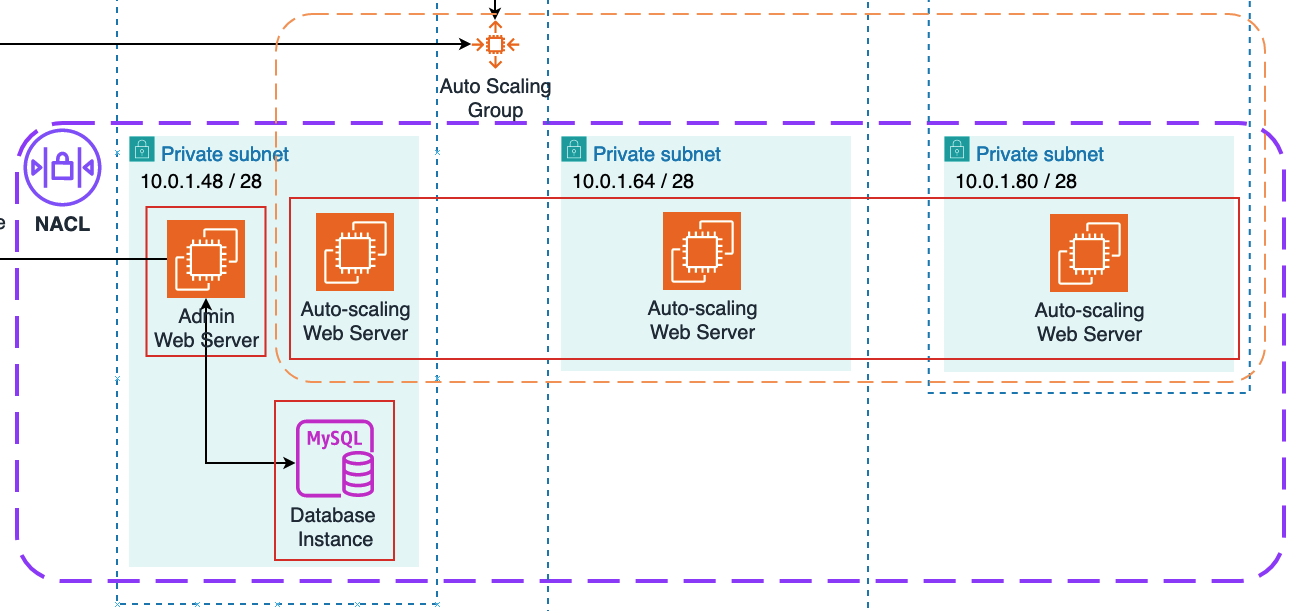 Auto Scaling
Group
NACL
e
Private subnet
10.0.1.48 / 28
Admin
Web Server
Auto-scaling
Web Server
MySQL
Database
Instance
Private subnet
10.0.1.64 / 28
Auto-scaling
Web Server
Private subnet
10.0.1.80 / 28
Auto-scaling
Web Server